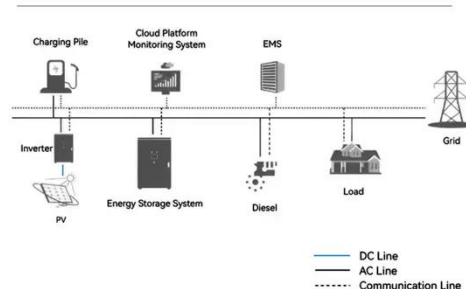 Charging Pile
Cloud Platform
Monitoring System
EMS
Grid
Inverter
PV
Energy Storage System
Diesel
Load
DC Line
AC Line
Communication Line